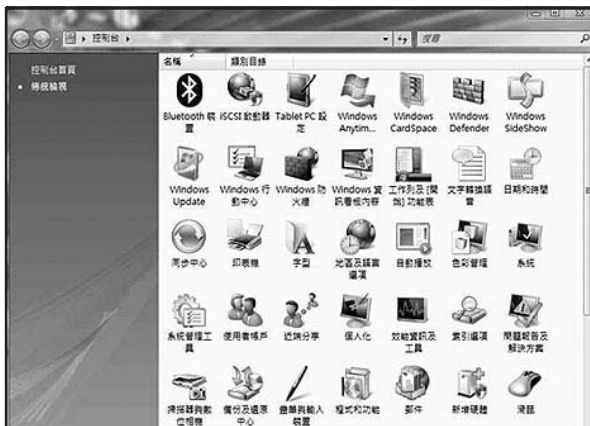 控制台
搜尋
控制台首頁
傳統檢視
名稱 類別目錄
Bluetooth 裝置
iSCSI 啟動器
Tablet PC 設定
Windows Anytim...
Windows CardSpace
Windows Defender
Windows SideShow
Windows Update
Windows 行動中心
Windows 防火牆
Windows 資訊看板內容
工作列及 [開始] 功能表
文字轉換語音
日期和時間
同步中心
印表機
字型
地區及語言選項
自動播放
色彩管理
系統
系統管理工具
使用者帳戶
近端分享
個人化
效能資訊及工具
索引選項
問題報告及解決方案
掃描器與數位相機
備份及還原中心
畫筆與輸入裝置
程式和功能
郵件
新增硬體
滑鼠